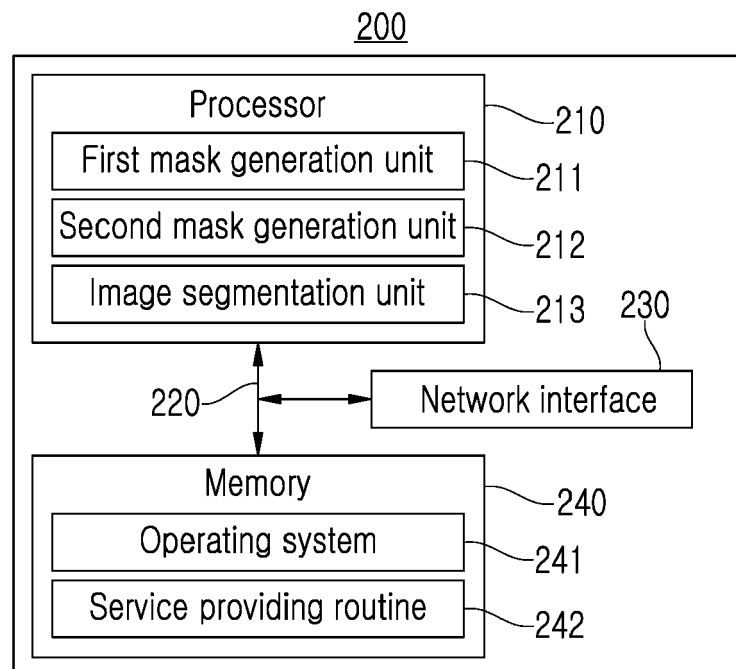 200
Processor
210
First mask generation unit
211
Second mask generation unit
212
Image segmentation unit
213
230
220
Network interface
Memory
240
Operating system
241
Service providing routine
242